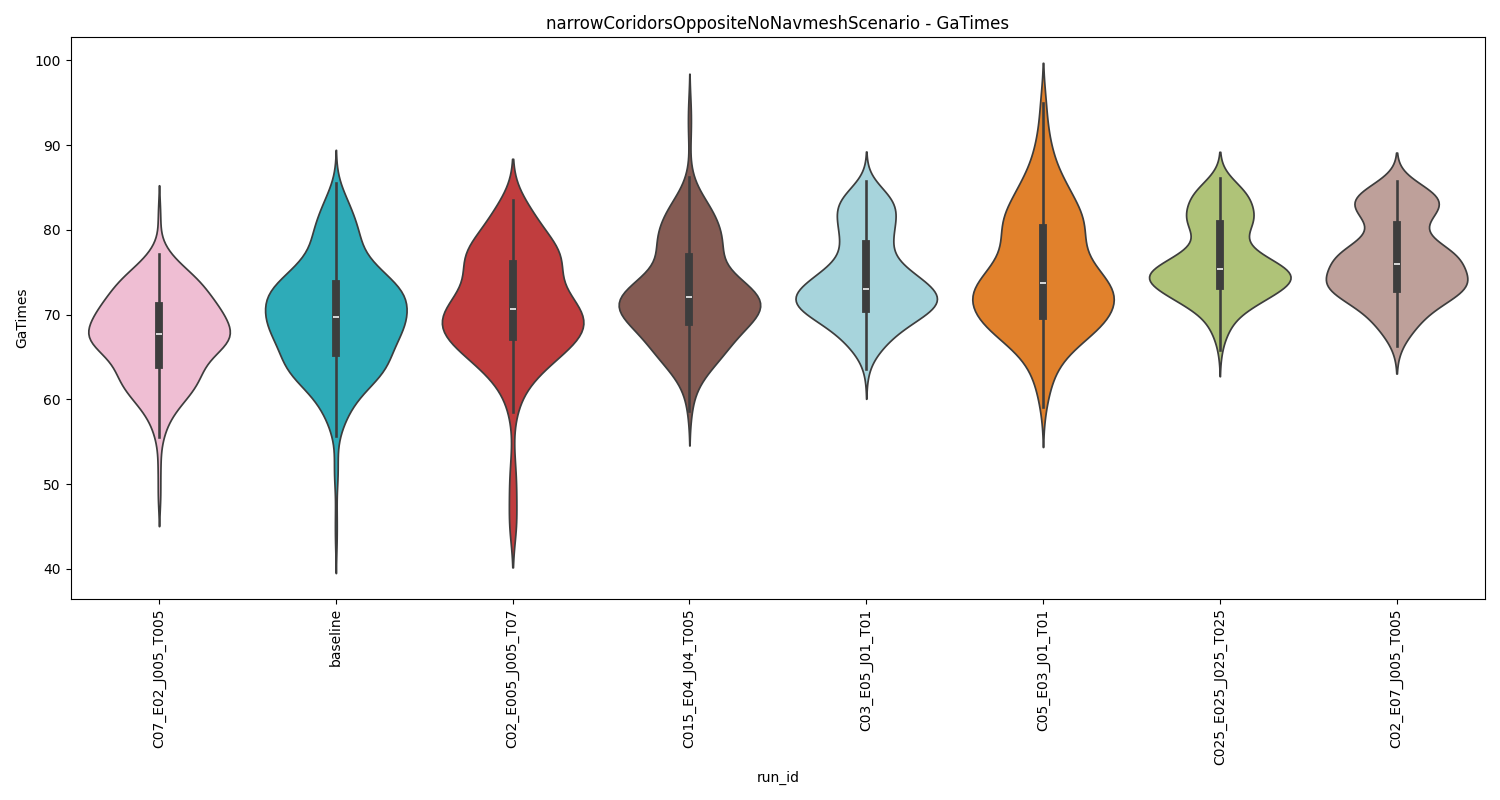 narrowCoridorsOppositeNoNavmeshScenario - GaTimes
GaTimes
100
90
80
70
60
50
40
C07_E02_J005_T005
baseline
C02_E005_J005_T07
C015_E04_J04_T005
C03_E05_J01_T01
C05_E03_J01_T01
C025_E025_J025_T025
C02_E07_J005_T005
run_id